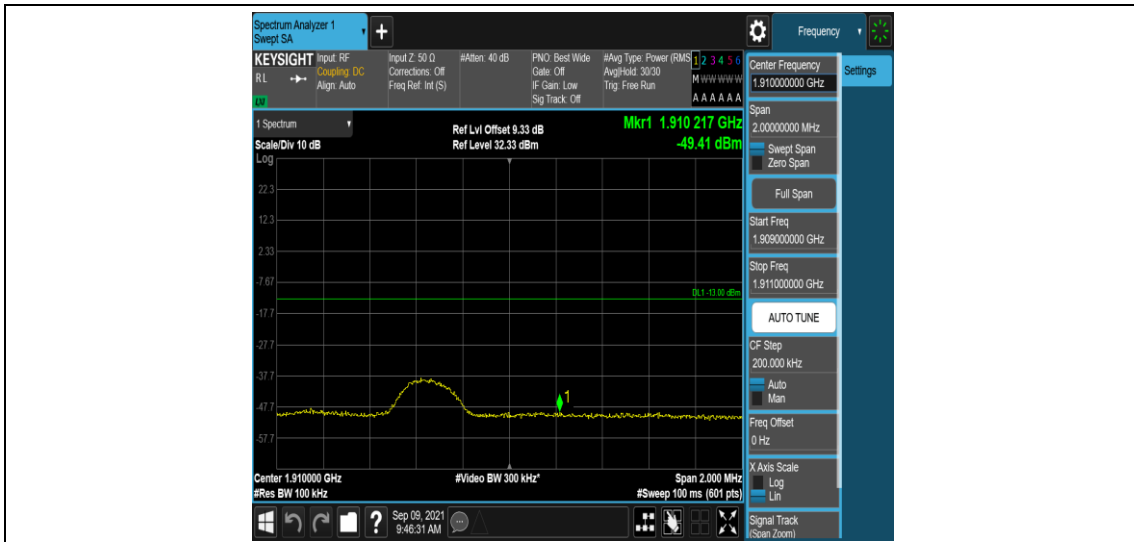 Spectrum Analyzer 1
Swept SA
+
Frequency
KEYSIGHT
RL
LXI
Input: RF
Coupling: DC
Align: Auto
Input Z: 50 Ω
Corrections: Off
Freq Ref: Int (S)
#Atten: 40 dB
PNO: Best Wide
Gate: Off
IF Gain: Low
Sig Track: Off
#Avg Type: Power (RMS
Avg|Hold: 30/30
Trig: Free Run
1 2 3 4 5 6
M W W W W W
A A A A A A
1 Spectrum
Scale/Div 10 dB
Ref Lvl Offset 9.33 dB
Ref Level 32.33 dBm
Mkr1 1.910 217 GHz
-49.41 dBm
Log
22.3
12.3
2.33
-7.67
DL1 -13.00 dBm
-17.7
-27.7
-37.7
1
-47.7
-57.7
Center 1.910000 GHz
#Video BW 300 kHz*
Span 2.000 MHz
#Res BW 100 kHz
#Sweep 100 ms (601 pts)
?
Sep 09, 2021
9:46:31 AM
Center Frequency
1.910000000 GHz
Settings
Span
2.00000000 MHz
Swept Span
Zero Span
Full Span
Start Freq
1.909000000 GHz
Stop Freq
1.911000000 GHz
AUTO TUNE
CF Step
200.000 kHz
Auto
Man
Freq Offset
0 Hz
X Axis Scale
Log
Lin
Signal Track
(Span Zoom)